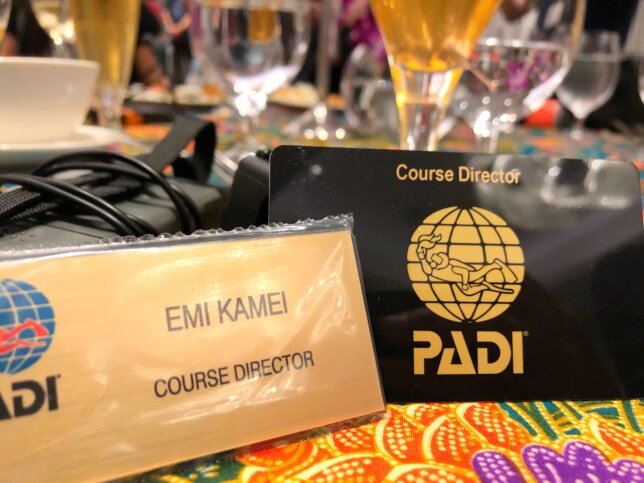 Course Director
PADI
EMI KAMEI
COURSE DIRECTOR
ADI